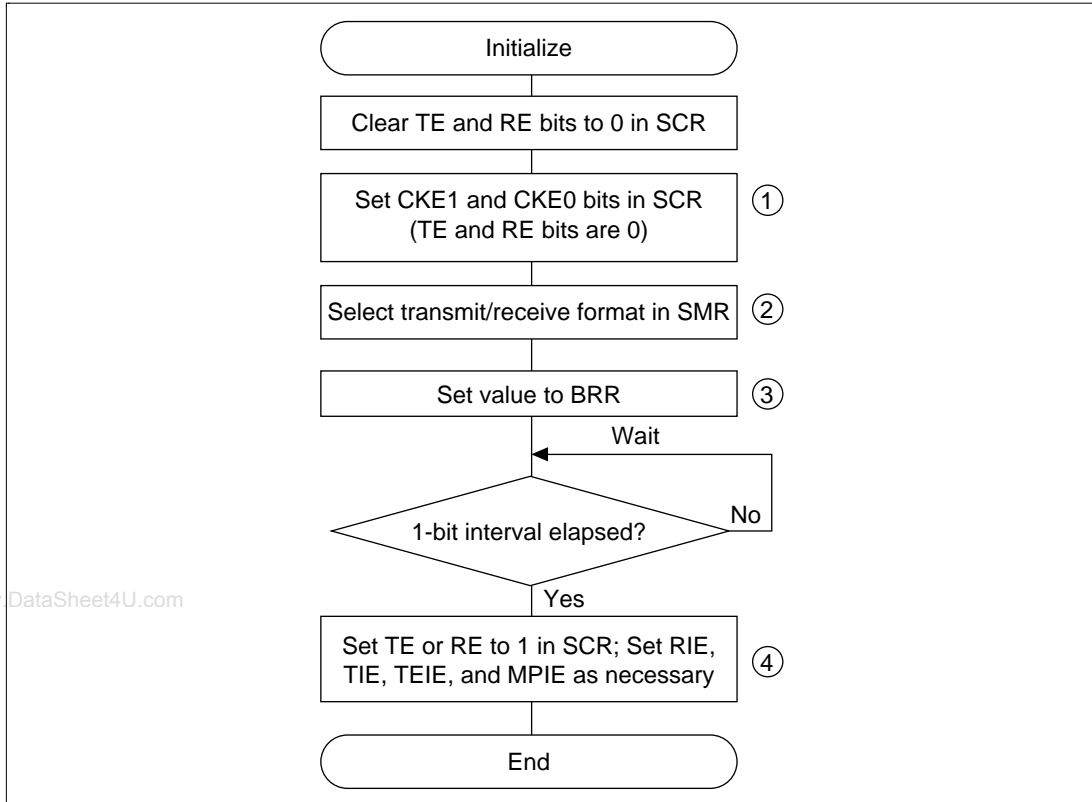 Initialize
Clear TE and RE bits to 0 in SCR
Set CKE1 and CKE0 bits in SCR
(TE and RE bits are 0)
1
Select transmit/receive format in SMR
2
Set value to BRR
3
Wait
1-bit interval elapsed?
No
Yes
.DataSheet4U.com
Set TE or RE to 1 in SCR; Set RIE,
TIE, TEIE, and MPIE as necessary
4
End